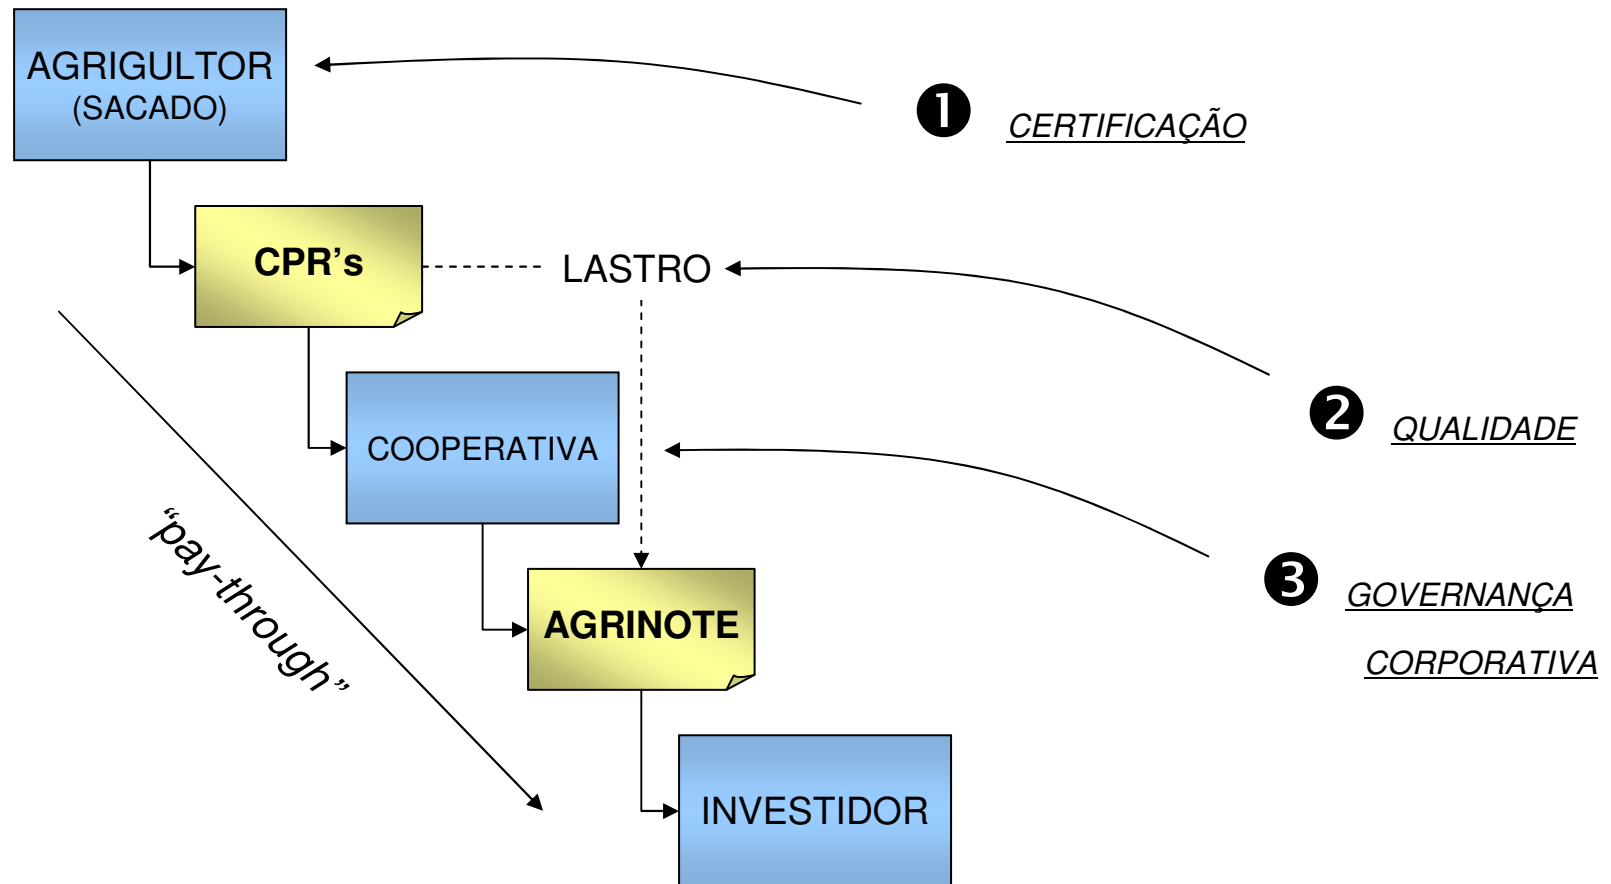 AGRIGULTOR
(SACADO)
❶ CERTIFICAÇÃO
CPR’s
LASTRO
❷ QUALIDADE
COOPERATIVA
“pay-through”
❸ GOVERNANÇA
CORPORATIVA
AGRINOTE
INVESTIDOR